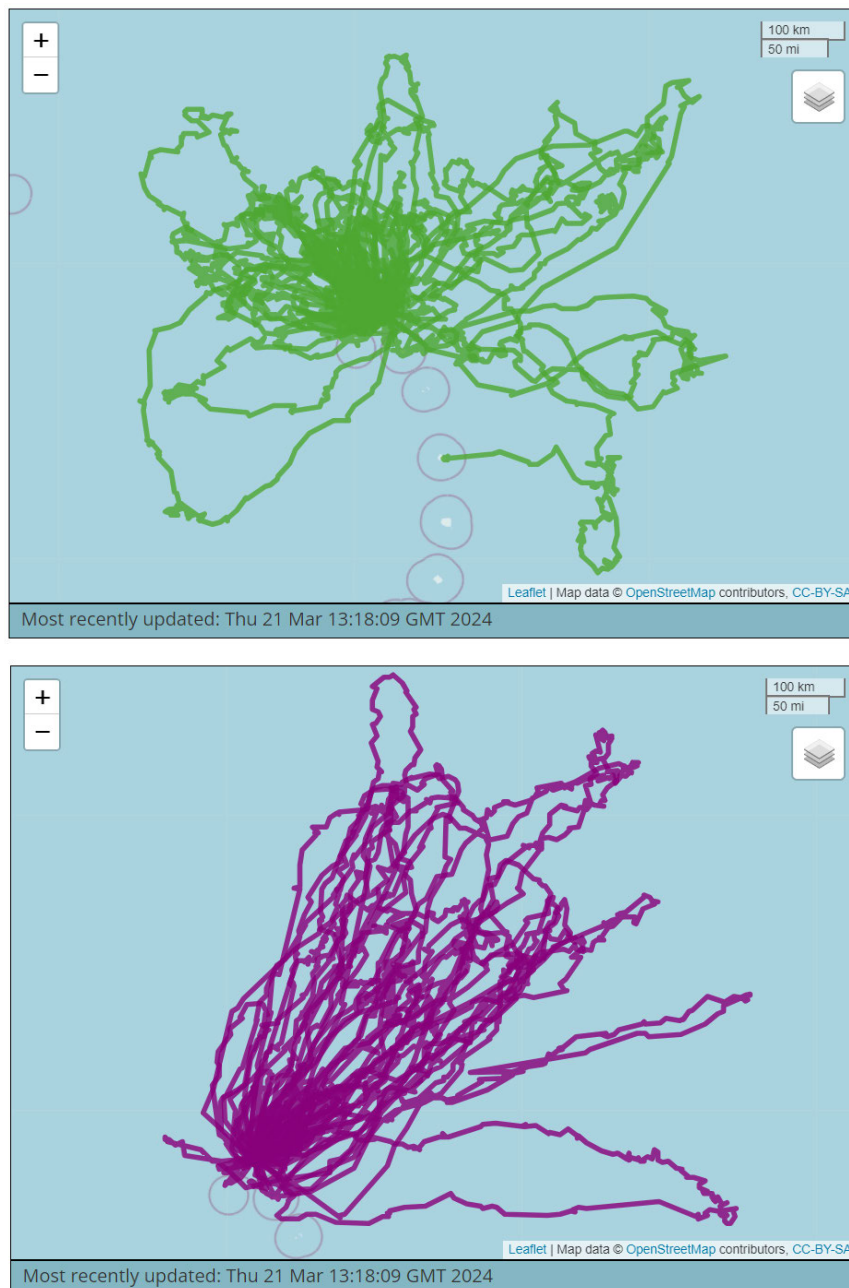 +
−
100 km
50 mi
Leaflet | Map data © OpenStreetMap contributors, CC-BY-SA
Most recently updated: Thu 21 Mar 13:18:09 GMT 2024
+
−
100 km
50 mi
Leaflet | Map data © OpenStreetMap contributors, CC-BY-SA
Most recently updated: Thu 21 Mar 13:18:09 GMT 2024